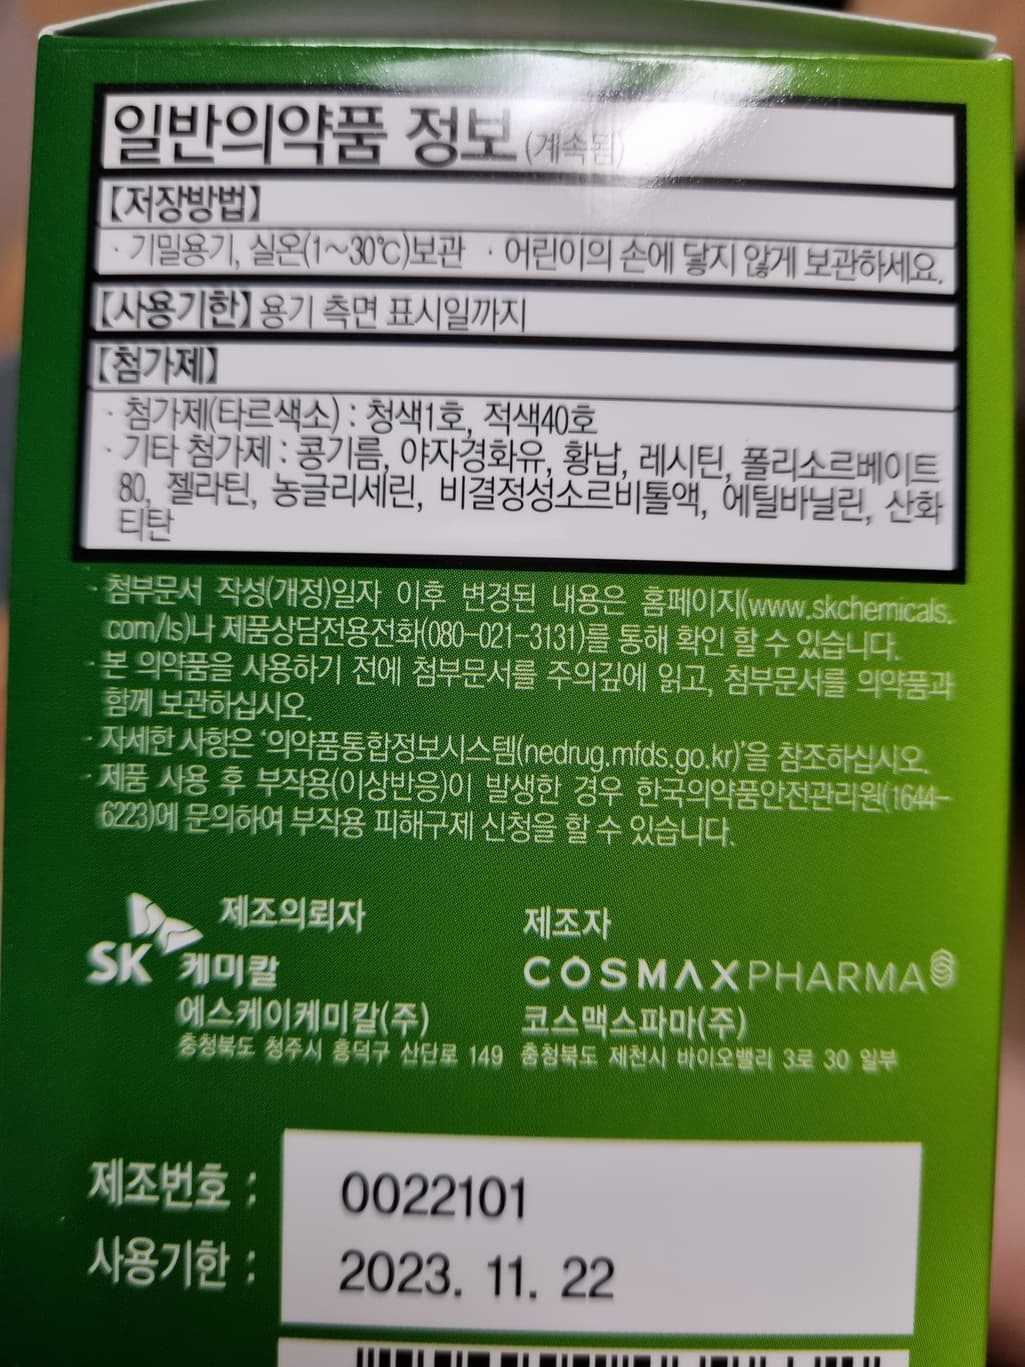 일반의약품 정보 (계속됨)
【저장방법】
· 기밀용기, 실온(1~30℃)보관 · 어린이의 손에 닿지 않게 보관하세요.
【사용기한】 용기 측면 표시일까지
【첨가제】
· 첨가제(타르색소) : 청색1호, 적색40호
· 기타 첨가제 : 콩기름, 야자경화유, 황납, 레시틴, 폴리소르베이트
80, 젤라틴, 농글리세린, 비결정성소르비톨액, 에틸바닐린, 산화
티탄
· 첨부문서 작성(개정)일자 이후 변경된 내용은 홈페이지(www.skchemicals.
com/ls)나 제품상담전용전화(080-021-3131)를 통해 확인 할 수 있습니다.
· 본 의약품을 사용하기 전에 첨부문서를 주의깊에 읽고, 첨부문서를 의약품과
함께 보관하십시오.
· 자세한 사항은 '의약품통합정보시스템(nedrug.mfds.go.kr)'을 참조하십시오.
· 제품 사용 후 부작용(이상반응)이 발생한 경우 한국의약품안전관리원(1644-
6223)에 문의하여 부작용 피해구제 신청을 할 수 있습니다.
제조의뢰자
SK 케미칼
에스케이케미칼(주)
충청북도 청주시 흥덕구 산단로 149
제조자
COSMAXPHARMA
코스맥스파마(주)
충청북도 제천시 바이오밸리 3로 30 일부
제조번호 : 0022101
사용기한 : 2023. 11. 22